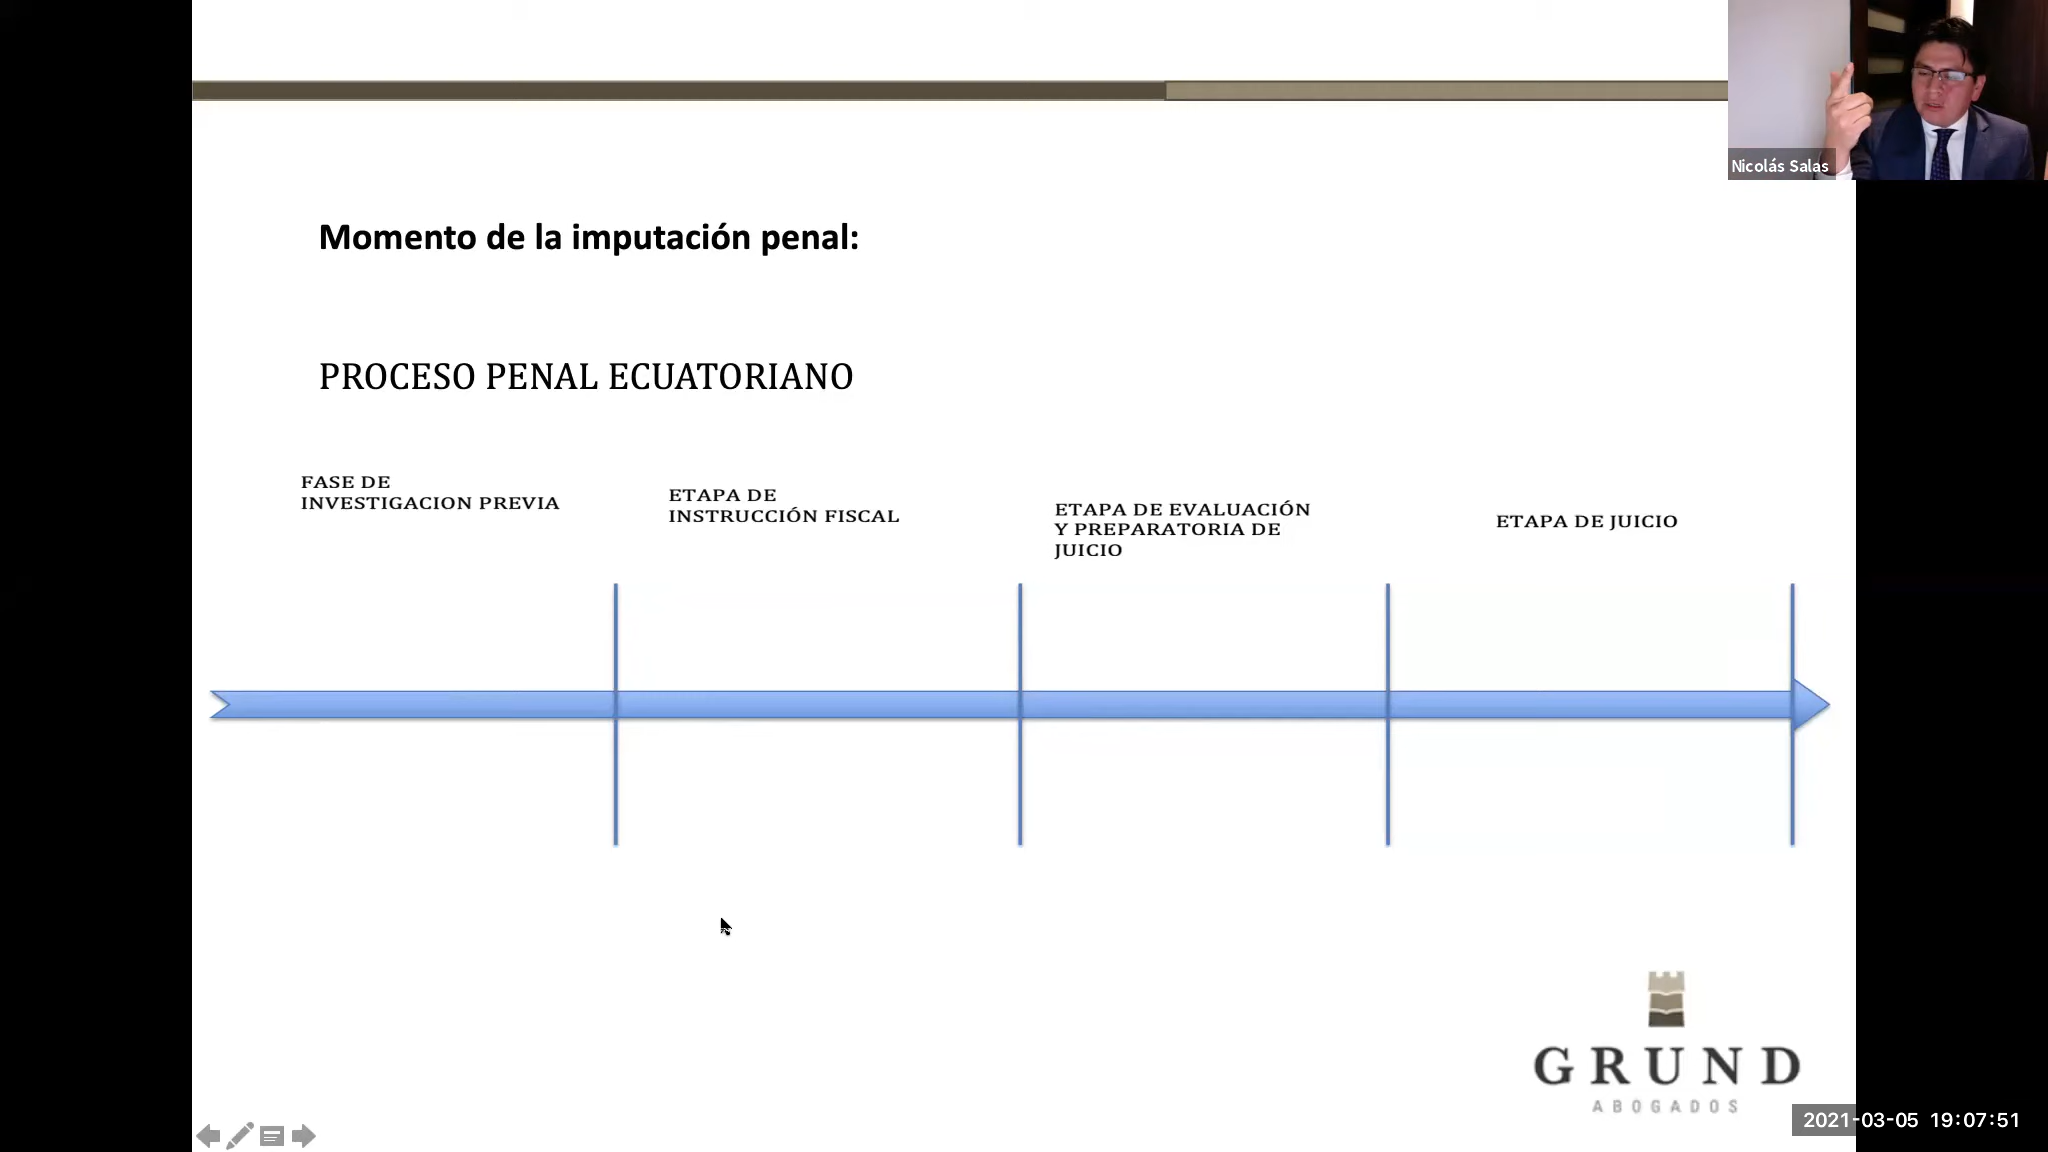 Nicolás Salas
Momento de la imputación penal:
PROCESO PENAL ECUATORIANO
FASE DE
INVESTIGACION PREVIA
ETAPA DE
INSTRUCCIÓN FISCAL
ETAPA DE EVALUACIÓN
Y PREPARATORIA DE
JUICIO
ETAPA DE JUICIO
GRUND
ABOGADOS
2021-03-05 19:07:51